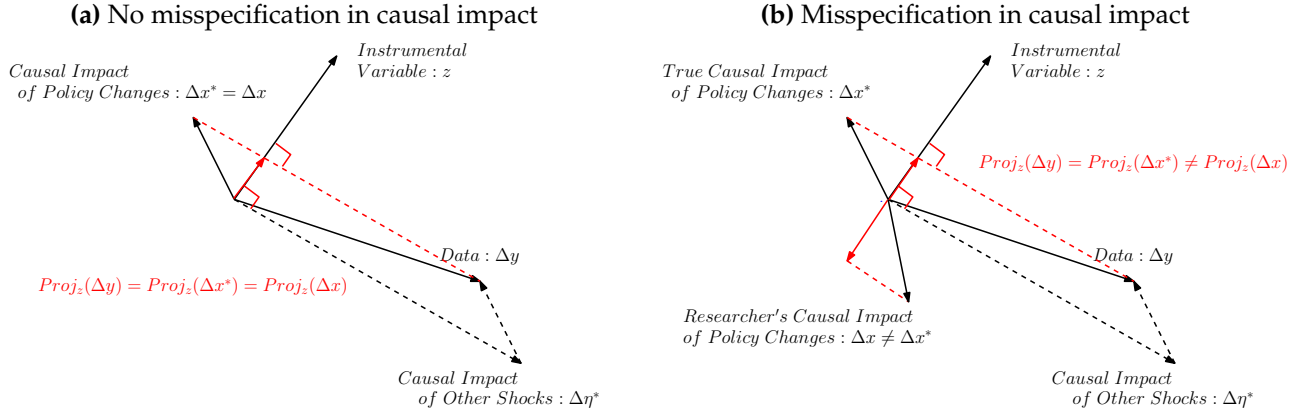 (a) No misspecification in causal impact
Instrumental
Variable : z
Causal Impact
of Policy Changes : Δx* = Δx
Data : Δy
Proj_z(Δy) = Proj_z(Δx*) = Proj_z(Δx)
Causal Impact
of Other Shocks : Δη*
(b) Misspecification in causal impact
Instrumental
Variable : z
True Causal Impact
of Policy Changes : Δx*
Proj_z(Δy) = Proj_z(Δx*) ≠ Proj_z(Δx)
Data : Δy
Researcher's Causal Impact
of Policy Changes : Δx ≠ Δx*
Causal Impact
of Other Shocks : Δη*